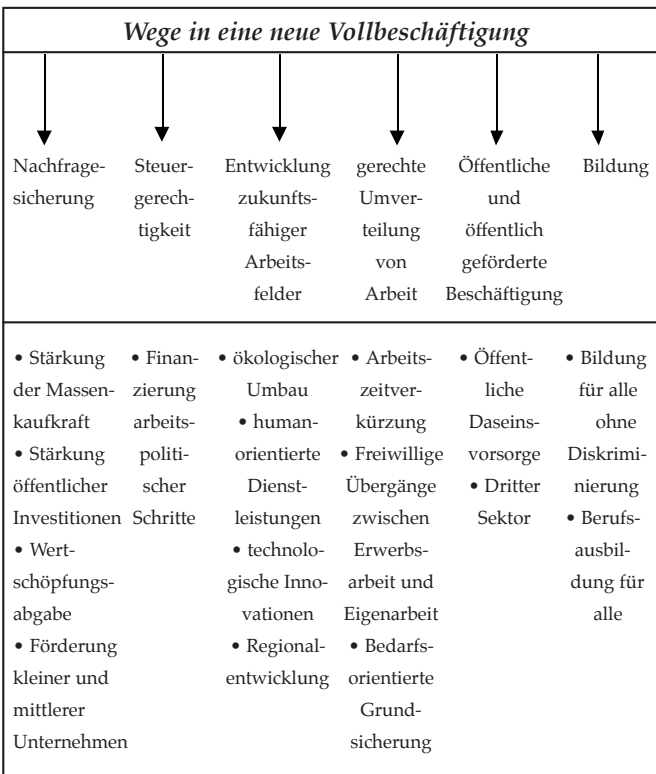 Wege in eine neue Vollbeschäftigung
Nachfrage-
sicherung
Steuer-
gerech-
tigkeit
Entwicklung
zukunfts-
fähiger
Arbeits-
felder
gerechte
Umver-
teilung
von
Arbeit
Öffentliche
und
öffentlich
geförderte
Beschäftigung
Bildung
• Stärkung
der Massen-
kaufkraft
• Stärkung
öffentlicher
Investitionen
• Wert-
schöpfungs-
abgabe
• Förderung
kleiner und
mittlerer
Unternehmen
• Finan-
zierung
arbeits-
politi-
scher
Schritte
• ökologischer
Umbau
• human-
orientierte
Dienst-
leistungen
• technolo-
gische Inno-
vationen
• Regional-
entwicklung
• Arbeits-
zeitver-
kürzung
• Freiwillige
Übergänge
zwischen
Erwerbs-
arbeit und
Eigenarbeit
• Bedarfs-
orientierte
Grund-
sicherung
• Öffent-
liche
Daseins-
vorsorge
• Dritter
Sektor
• Bildung
für alle
ohne
Diskrimi-
nierung
• Berufs-
ausbil-
dung für
alle